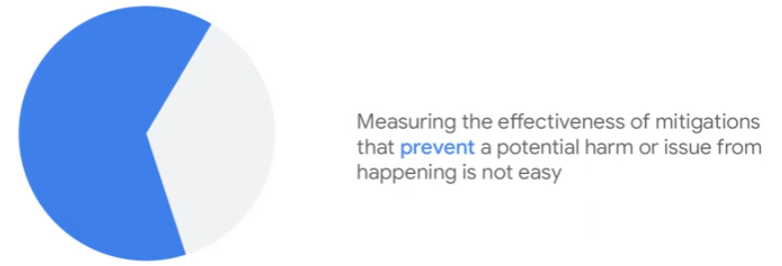 Measuring the effectiveness of mitigations
that prevent a potential harm or issue from
happening is not easy